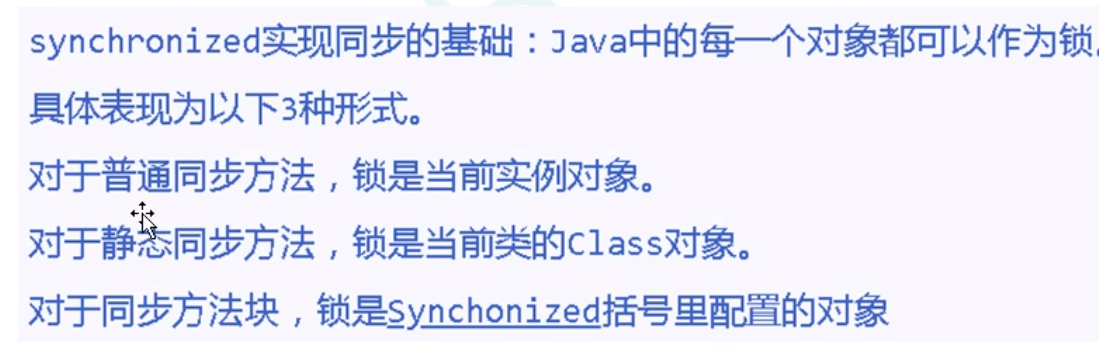 synchronized实现同步的基础：Java中的每一个对象都可以作为锁。
具体表现为以下3种形式。
对于普通同步方法，锁是当前实例对象。
对于静态同步方法，锁是当前类的Class对象。
对于同步方法块，锁是Synchonized括号里配置的对象